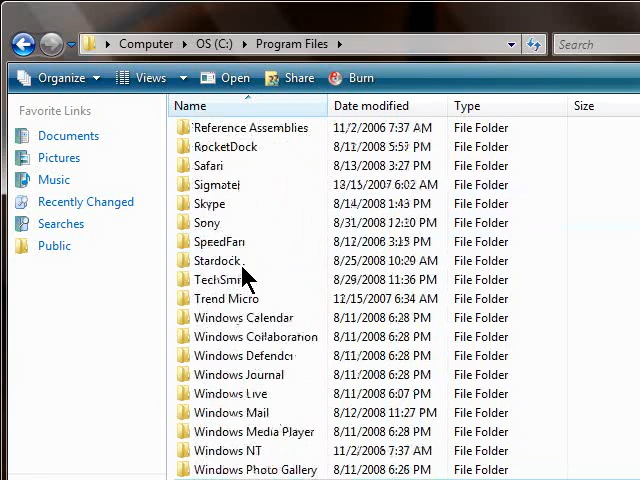 Computer ▸ OS (C:) ▸ Program Files ▸
Search
Organize Views Open Share Burn
Favorite Links
Documents
Pictures
Music
Recently Changed
Searches
Public
Name Date modified Type Size
Reference Assemblies 11/2/2006 7:37 AM File Folder
RocketDock 8/11/2008 5:57 PM File Folder
Safari 8/13/2008 3:27 PM File Folder
Sigmatel 6:02 AM File Folder
Skype 8/14/2008 1:43 PM File Folder
Sony 8/31/2008 12:10 PM File Folder
SpeedFan 8/12/2008 3:15 PM File Folder
Stardock 8/25/2008 10:29 AM File Folder
8/29/2008 11:36 PM File Folder
Trend Micro 12/15/2007 6:34 AM File Folder
Windows Calendar 8/11/2008 6:28 PM File Folder
Windows Collaboration 8/11/2008 6:28 PM File Folder
Windows Defender 8/11/2008 6:28 PM File Folder
Windows Journal 8/11/2008 6:28 PM File Folder
Windows Live 8/11/2008 6:07 PM File Folder
Windows Mail 8/12/2008 11:27 PM File Folder
Windows Media Player 8/11/2008 6:28 PM File Folder
Windows NT 11/2/2006 7:37 AM File Folder
Windows Photo Gallery 8/11/2008 6:26 PM File Folder